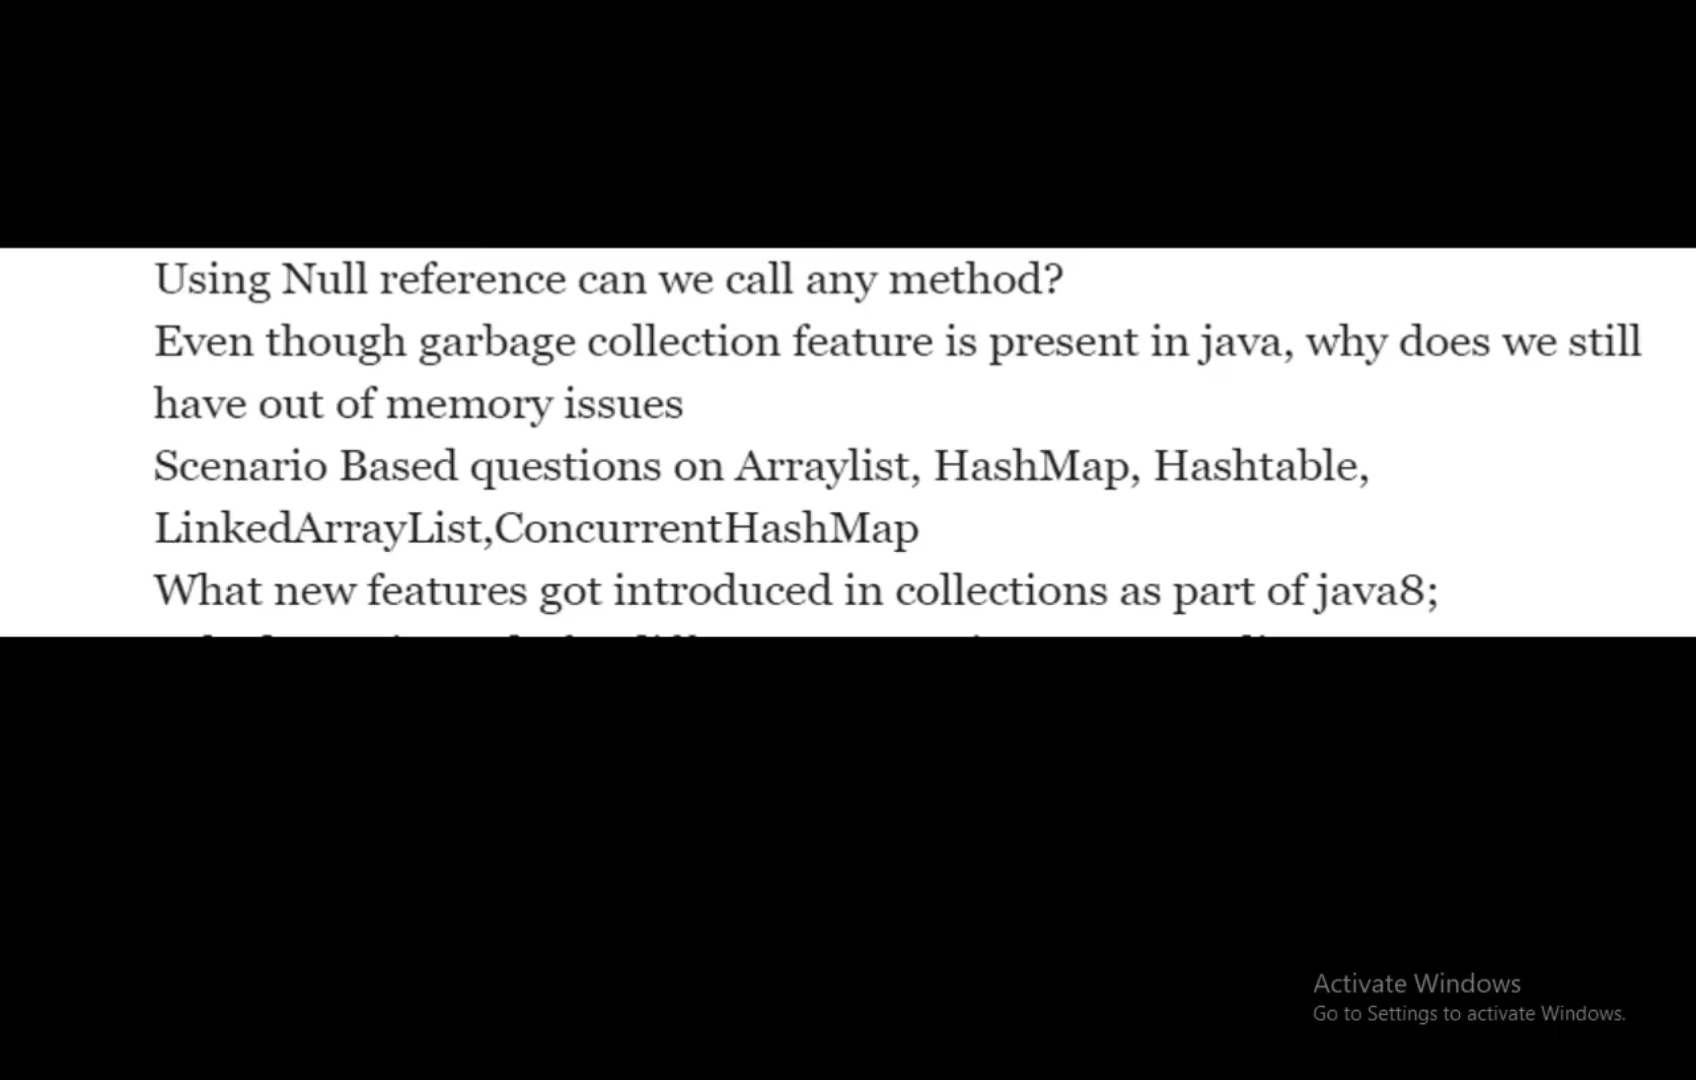 Using Null reference can we call any method?
Even though garbage collection feature is present in java, why does we still
have out of memory issues
Scenario Based questions on Arraylist, HashMap, Hashtable,
LinkedArrayList,ConcurrentHashMap
What new features got introduced in collections as part of java8;
Activate Windows
Go to Settings to activate Windows.